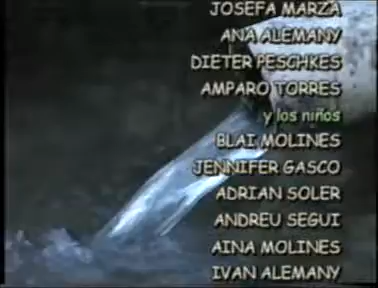 JOSEFA MARZA
ANA ALEMANY
DIETER PESCHKES
AMPARO TORRES
y los niños
BLAI MOLINES
JENNIFER GASCO
ADRIAN SOLER
ANDREU SEGUI
AINA MOLINES
IVAN ALEMANY